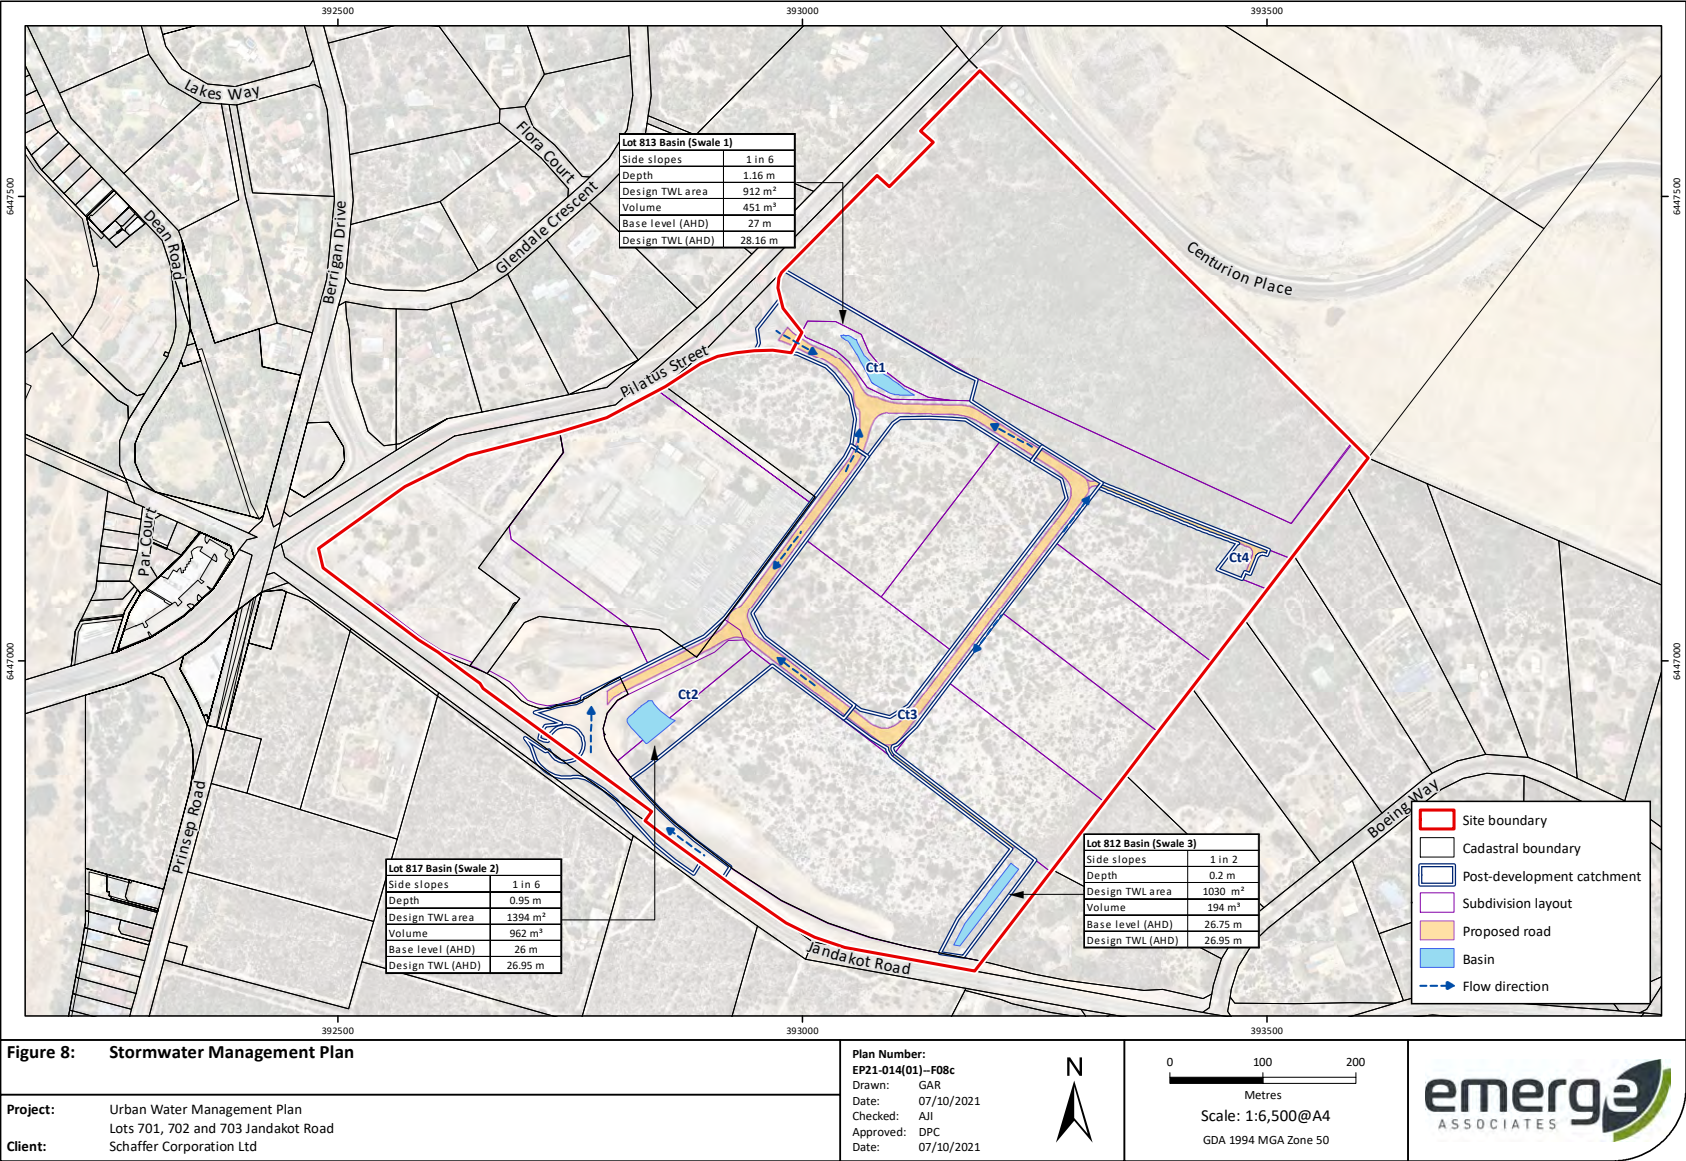 392500
393000
393500
6447500
6447000
6447500
6447000
Lakes Way
Flora Court
Glendale Crescent
Dean Road
Berrigan Drive
Pilatus Street
Centurion Place
Par Court
Prinsep Road
Jandakot Road
Boeing Way
Ct1
Ct2
Ct3
Ct4
Lot 813 Basin (Swale 1)
Side slopes 1 in 6
Depth 1.16 m
Design TWL area 912 m²
Volume 451 m³
Base level (AHD) 27 m
Design TWL (AHD) 28.16 m
Lot 817 Basin (Swale 2)
Side slopes 1 in 6
Depth 0.95 m
Design TWL area 1394 m²
Volume 962 m³
Base level (AHD) 26 m
Design TWL (AHD) 26.95 m
Lot 812 Basin (Swale 3)
Side slopes 1 in 2
Depth 0.2 m
Design TWL area 1030 m²
Volume 194 m³
Base level (AHD) 26.75 m
Design TWL (AHD) 26.95 m
Site boundary
Cadastral boundary
Post-development catchment
Subdivision layout
Proposed road
Basin
Flow direction
392500
393000
393500
Figure 8: Stormwater Management Plan
Project: Urban Water Management Plan
Lots 701, 702 and 703 Jandakot Road
Client: Schaffer Corporation Ltd
Plan Number:
EP21-014(01)--F08c
Drawn: GAR
Date: 07/10/2021
Checked: AJI
Approved: DPC
Date: 07/10/2021
N
0 100 200
Metres
Scale: 1:6,500@A4
GDA 1994 MGA Zone 50
emerge
ASSOCIATES